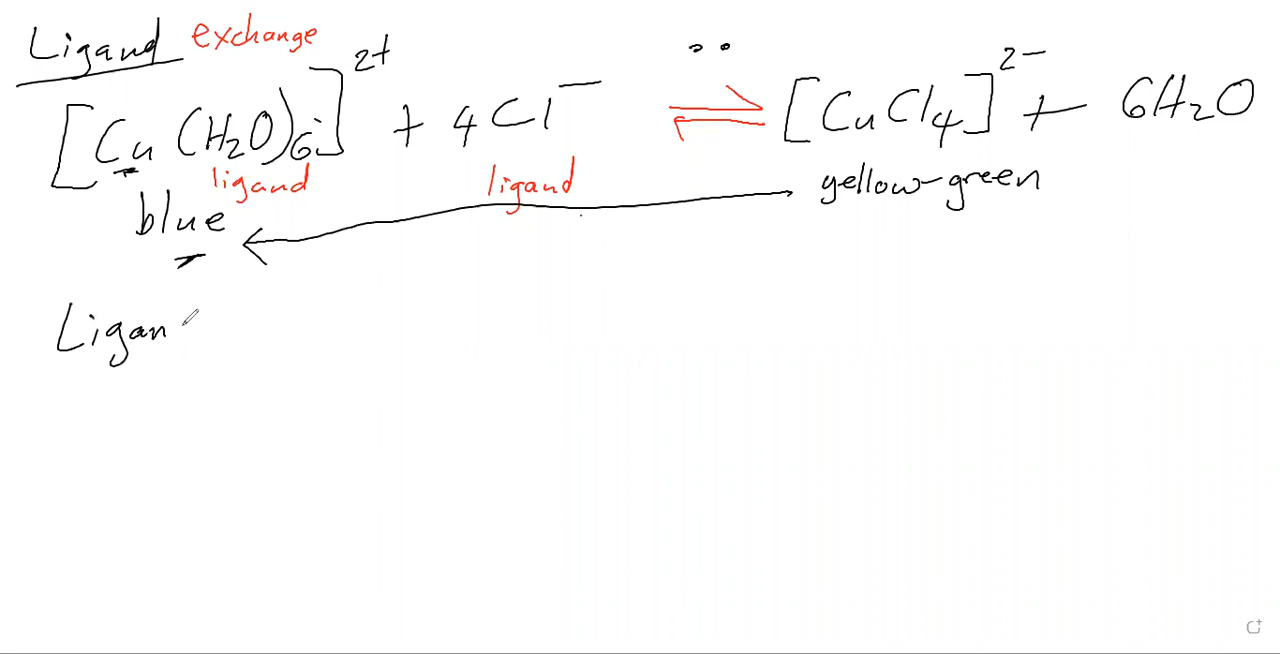 Ligand exchange
[Cu(H₂O)₆]²⁺ + 4Cl⁻ ⇌ [CuCl₄]²⁻ + 6H₂O
ligand ligand yellow-green
blue
Ligan